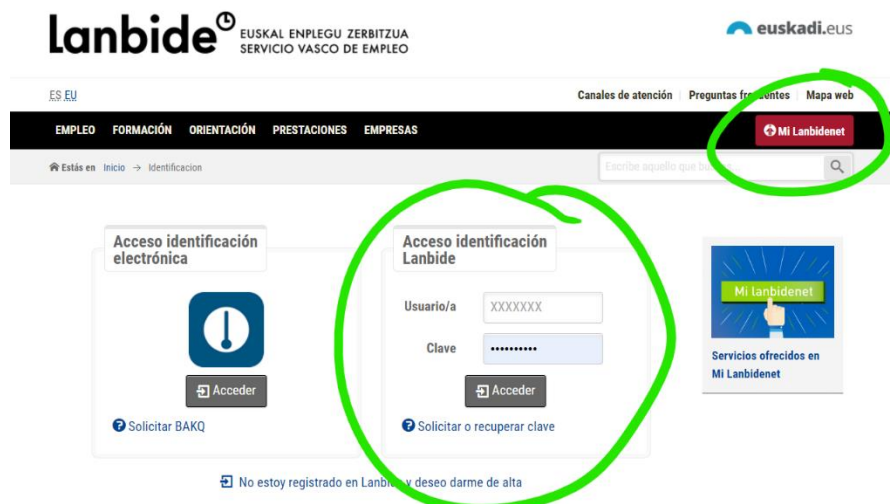 Lanbide
EUSKAL ENPLEGU ZERBITZUA
SERVICIO VASCO DE EMPLEO
euskadi.eus
ES EU
Canales de atención Preguntas frecuentes Mapa web
EMPLEO FORMACIÓN ORIENTACIÓN PRESTACIONES EMPRESAS
Mi Lanbidenet
Estás en Inicio → Identificacion
Escribe aquello que
Acceso identificación
electrónica
Acceder
Solicitar BAKQ
Acceso identificación
Lanbide
Usuario/a XXXXXXX
Clave ••••••••••
Acceder
Solicitar o recuperar clave
Mi lanbidenet
Servicios ofrecidos en
Mi Lanbidenet
No estoy registrado en Lanbide y deseo darme de alta